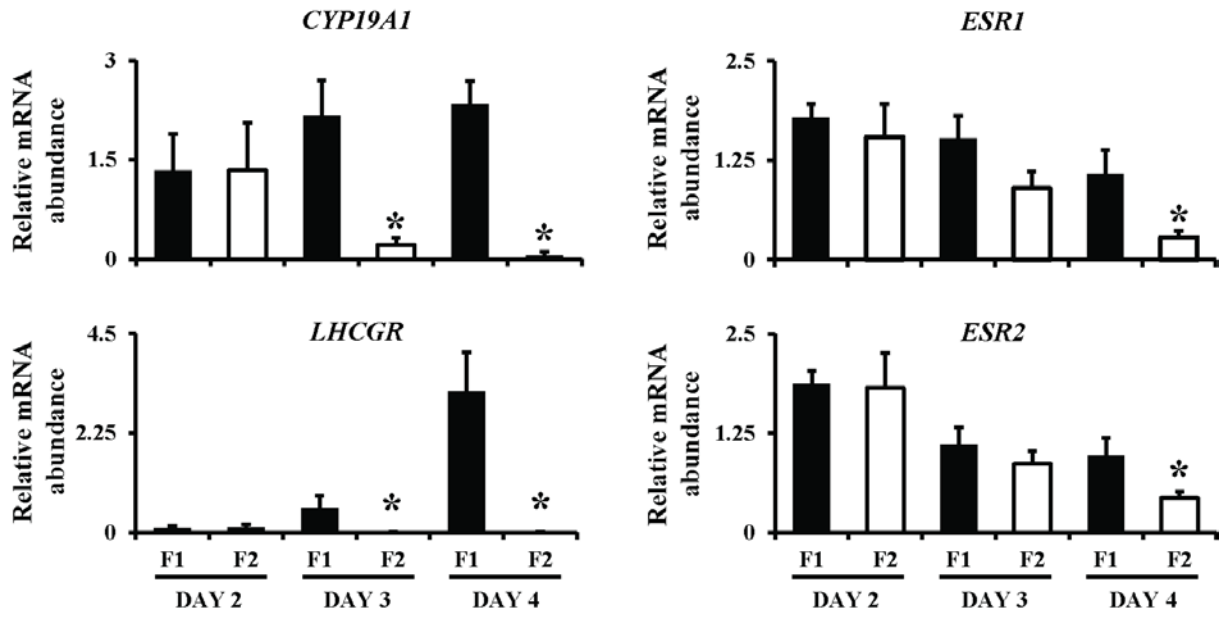 CYP19A1
Relative mRNA
abundance
3
1.5
0
*
*
ESR1
Relative mRNA
abundance
2.5
1.25
0
*
LHCGR
Relative mRNA
abundance
4.5
2.25
0
*
*
F1 F2 F1 F2 F1 F2
DAY 2 DAY 3 DAY 4
ESR2
Relative mRNA
abundance
2.5
1.25
0
*
F1 F2 F1 F2 F1 F2
DAY 2 DAY 3 DAY 4